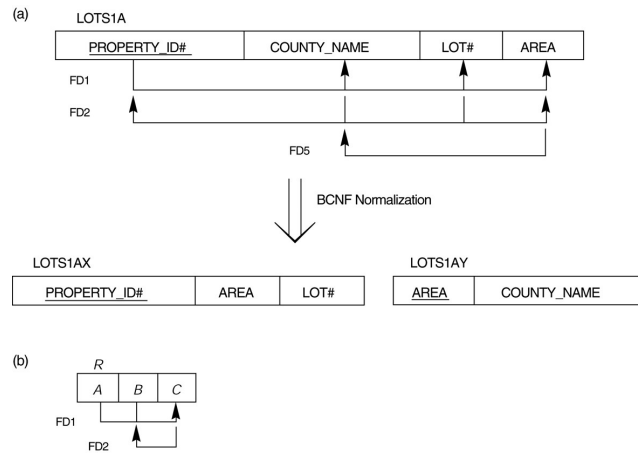 (a)
LOTS1A
PROPERTY_ID# COUNTY_NAME LOT# AREA
FD1
FD2
FD5
BCNF Normalization
LOTS1AX
PROPERTY_ID# AREA LOT#
LOTS1AY
AREA COUNTY_NAME
(b)
R
A B C
FD1
FD2